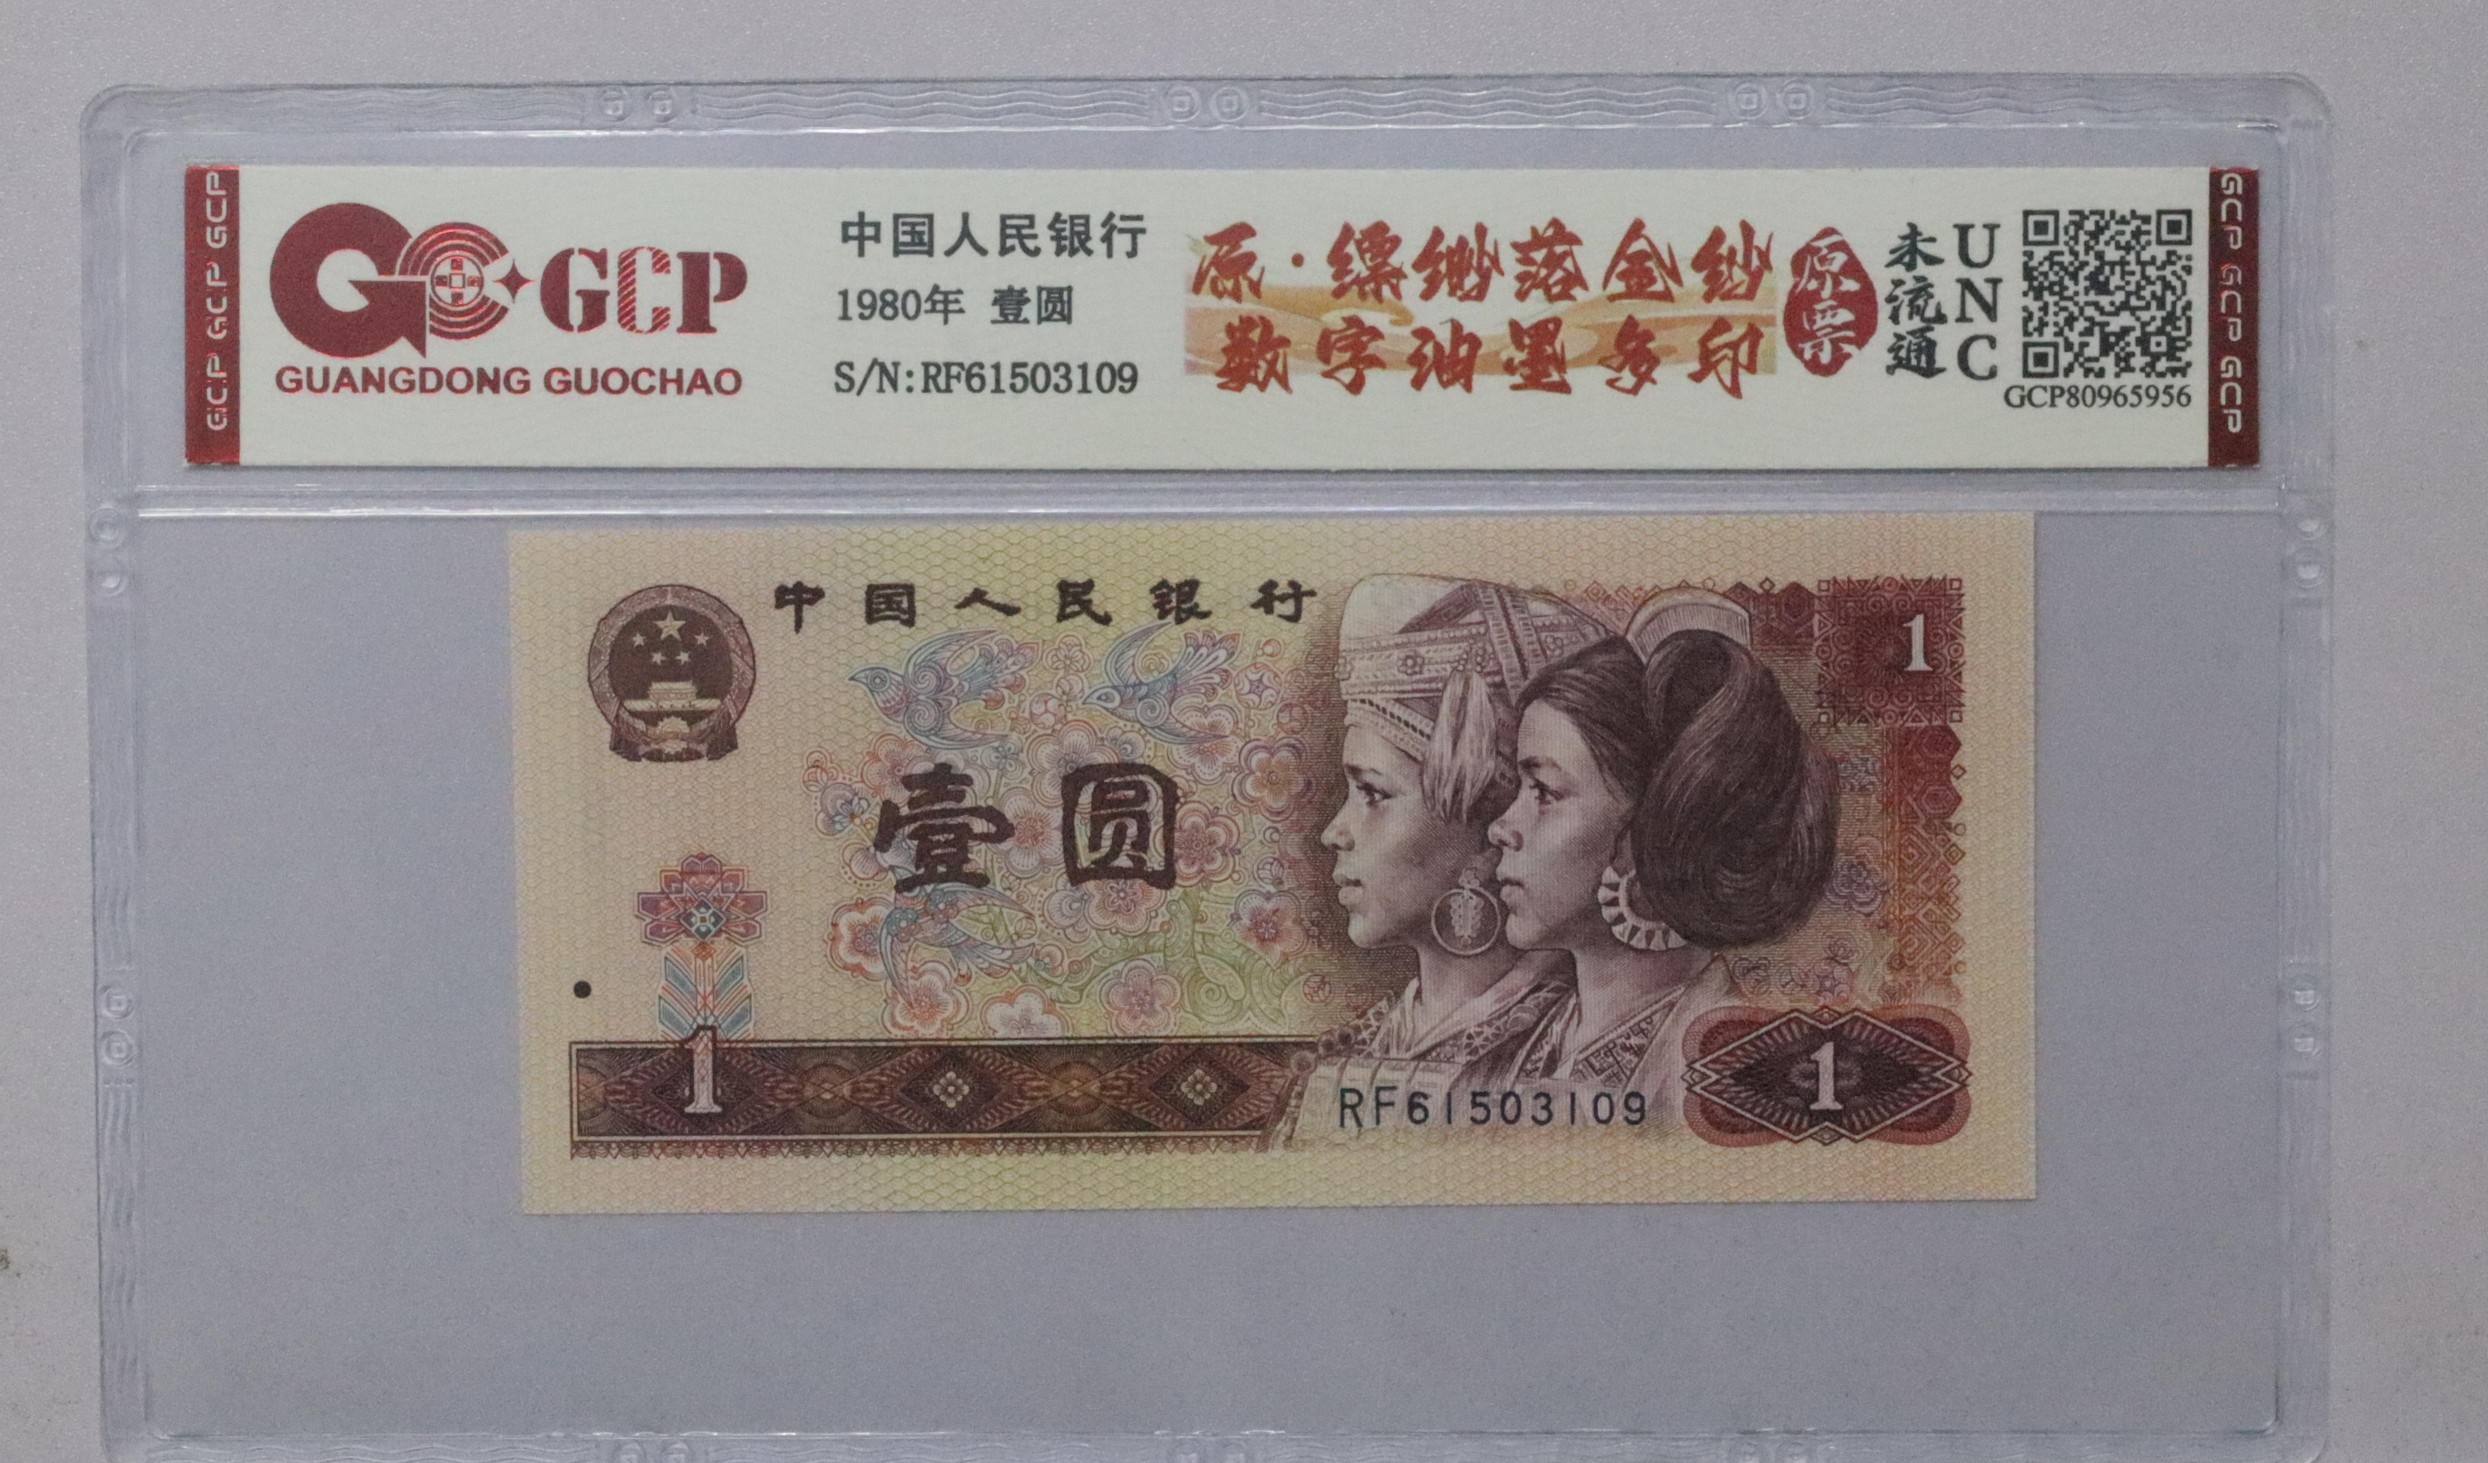 GCP GCP GCP
GCP
GUANGDONG GUOCHAO
中国人民银行
1980年 壹圆
S/N:RF61503109
原·缥缈落金纱
数字油墨多印
原票
未流通
UNC
GCP80965956
GCP GCP GCP
中国人民银行
1
壹圆
1
1
RF61503109